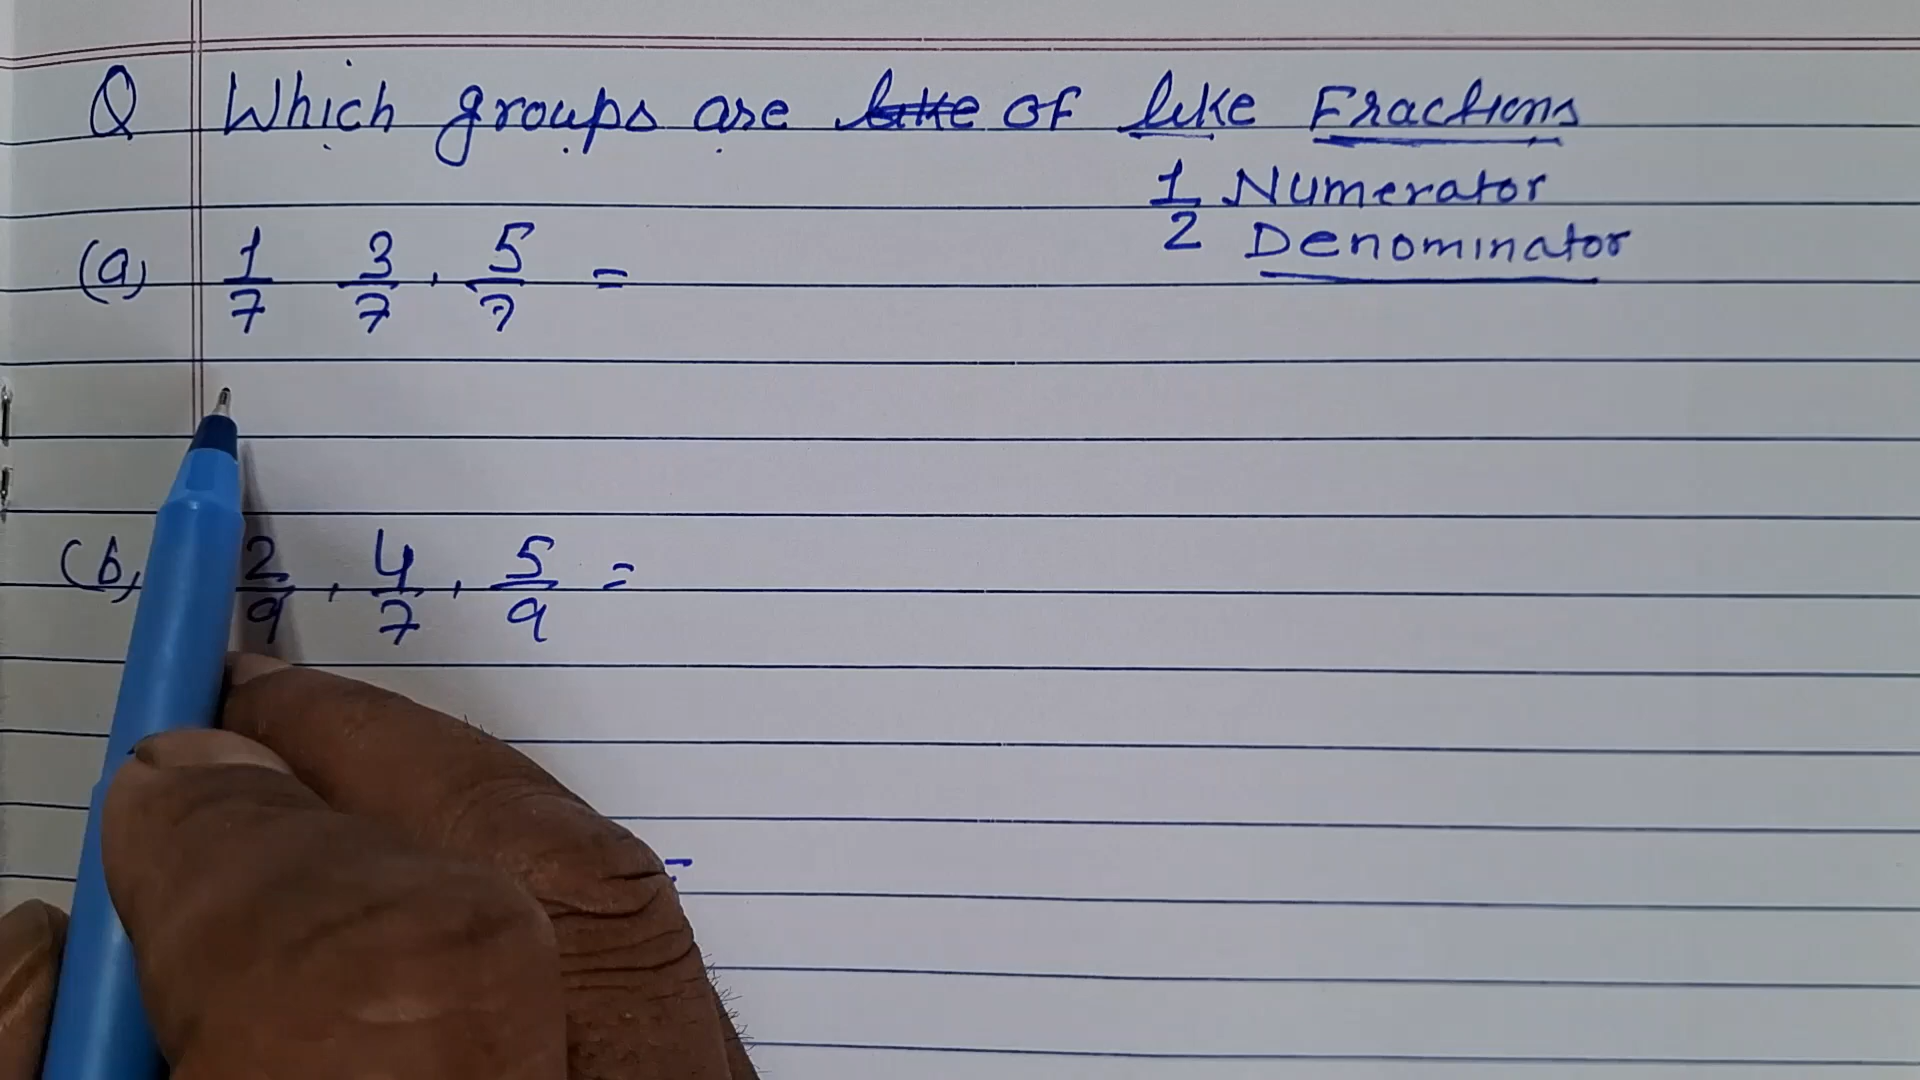 Q Which groups are like of like Fractions
1/2 Numerator Denominator
(a) 1/7 3/7 , 5/7 =
(b) 2/9 , 4/7 , 5/9 =
=